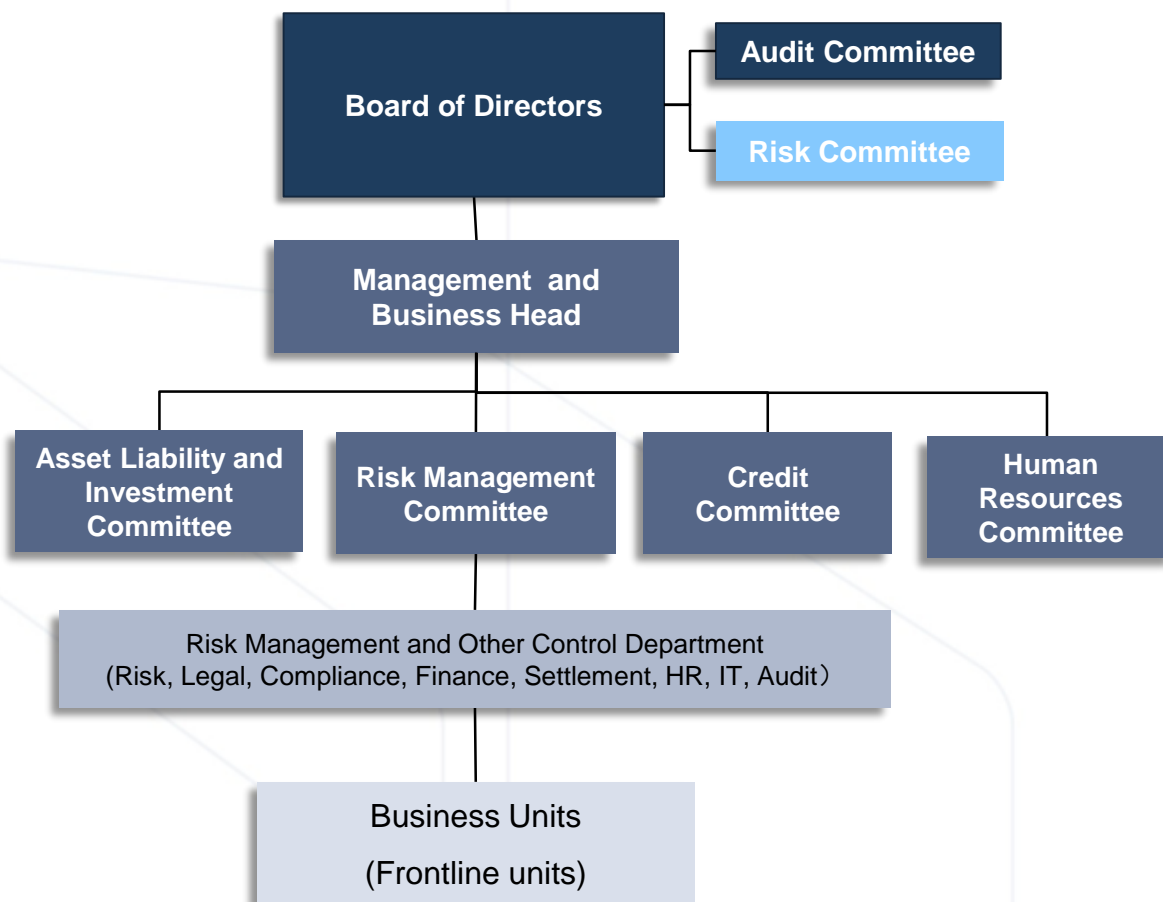 Board of Directors
Audit Committee
Risk Committee
Management and
Business Head
Asset Liability and
Investment
Committee
Risk Management
Committee
Credit
Committee
Human
Resources
Committee
Risk Management and Other Control Department
(Risk, Legal, Compliance, Finance, Settlement, HR, IT, Audit）
Business Units
(Frontline units)